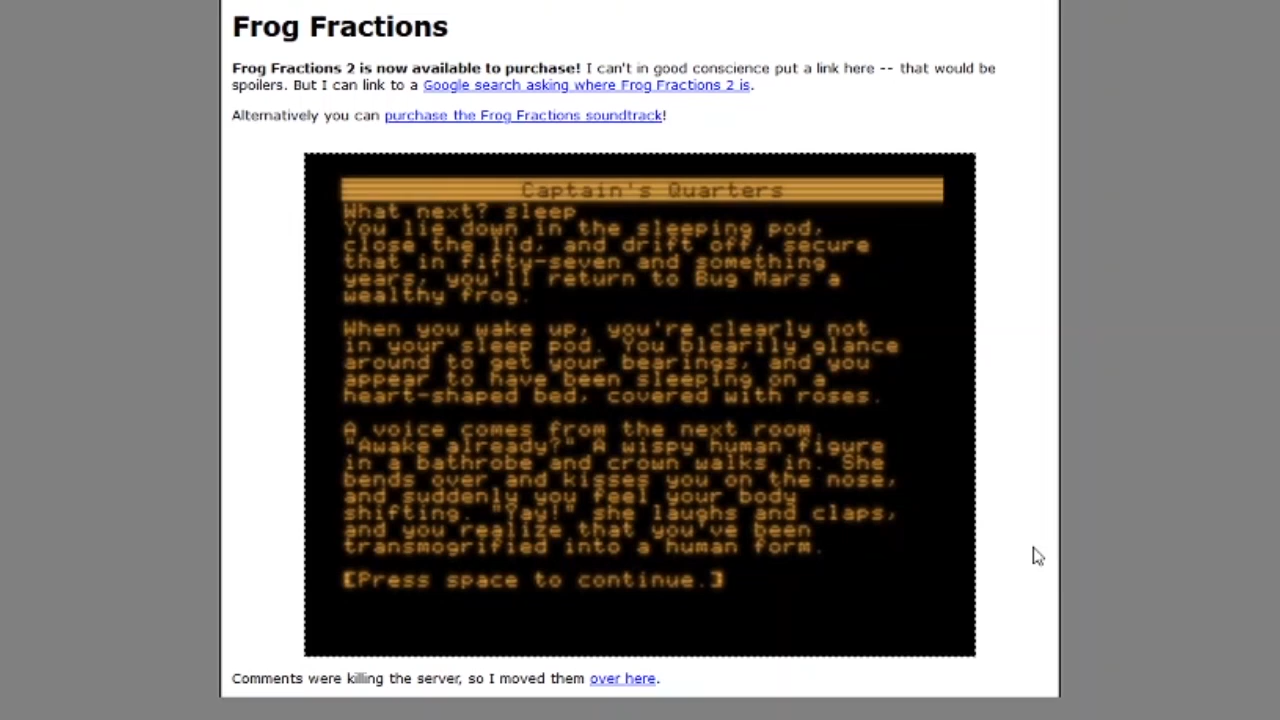 Frog Fractions
Frog Fractions 2 is now available to purchase! I can't in good conscience put a link here -- that would be
spoilers. But I can link to a Google search asking where Frog Fractions 2 is.
Alternatively you can purchase the Frog Fractions soundtrack!
Captain's Quarters
What next? sleep
You lie down in the sleeping pod,
close the lid, and drift off, secure
that in fifty-seven and something
years, you'll return to Bug Mars a
wealthy frog.
When you wake up, you're clearly not
in your sleep pod. You blearily glance
around to get your bearings, and you
appear to have been sleeping on a
heart-shaped bed, covered with roses.
A voice comes from the next room.
"Awake already?" A wispy human figure
in a bathrobe and crown walks in. She
bends over and kisses you on the nose,
and suddenly you feel your body
shifting. "Yay!" she laughs and claps,
and you realize that you've been
transmogrified into a human form.
[Press space to continue.]
Comments were killing the server, so I moved them over here.